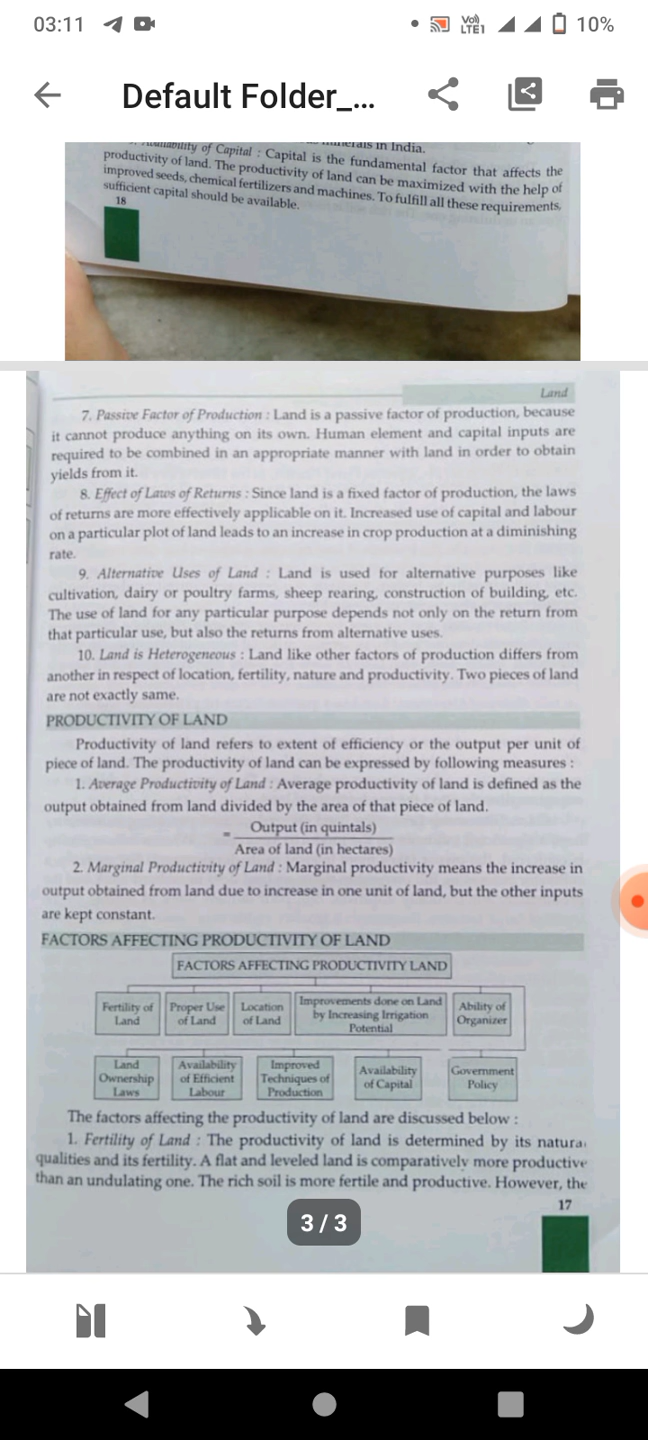 03:11
Vo))
LTE1
10%
Default Folder_...
in India.
of Capital : Capital is the fundamental factor that affects the
productivity of land. The productivity of land can be maximized with the help of
improved seeds, chemical fertilizers and machines. To fulfill all these requirements,
sufficient capital should be available.
18
Land
7. Passive Factor of Production : Land is a passive factor of production, because
it cannot produce anything on its own. Human element and capital inputs are
required to be combined in an appropriate manner with land in order to obtain
yields from it.
8. Effect of Laws of Returns : Since land is a fixed factor of production, the laws
of returns are more effectively applicable on it. Increased use of capital and labour
on a particular plot of land leads to an increase in crop production at a diminishing
rate.
9. Alternative Uses of Land : Land is used for alternative purposes like
cultivation, dairy or poultry farms, sheep rearing, construction of building, etc.
The use of land for any particular purpose depends not only on the return from
that particular use, but also the returns from alternative uses.
10. Land is Heterogeneous : Land like other factors of production differs from
another in respect of location, fertility, nature and productivity. Two pieces of land
are not exactly same.
PRODUCTIVITY OF LAND
Productivity of land refers to extent of efficiency or the output per unit of
piece of land. The productivity of land can be expressed by following measures :
1. Average Productivity of Land : Average productivity of land is defined as the
output obtained from land divided by the area of that piece of land.
= Output (in quintals)
Area of land (in hectares)
2. Marginal Productivity of Land : Marginal productivity means the increase in
output obtained from land due to increase in one unit of land, but the other inputs
are kept constant.
FACTORS AFFECTING PRODUCTIVITY OF LAND
FACTORS AFFECTING PRODUCTIVITY LAND
Fertility of
Land
Proper Use
of Land
Location
of Land
Improvements done on Land
by Increasing Irrigation
Potential
Ability of
Organizer
Land
Ownership
Laws
Availability
of Efficient
Labour
Improved
Techniques of
Production
Availability
of Capital
Government
Policy
The factors affecting the productivity of land are discussed below :
1. Fertility of Land : The productivity of land is determined by its natura
qualities and its fertility. A flat and leveled land is comparatively more productive
than an undulating one. The rich soil is more fertile and productive. However, the
17
3 / 3